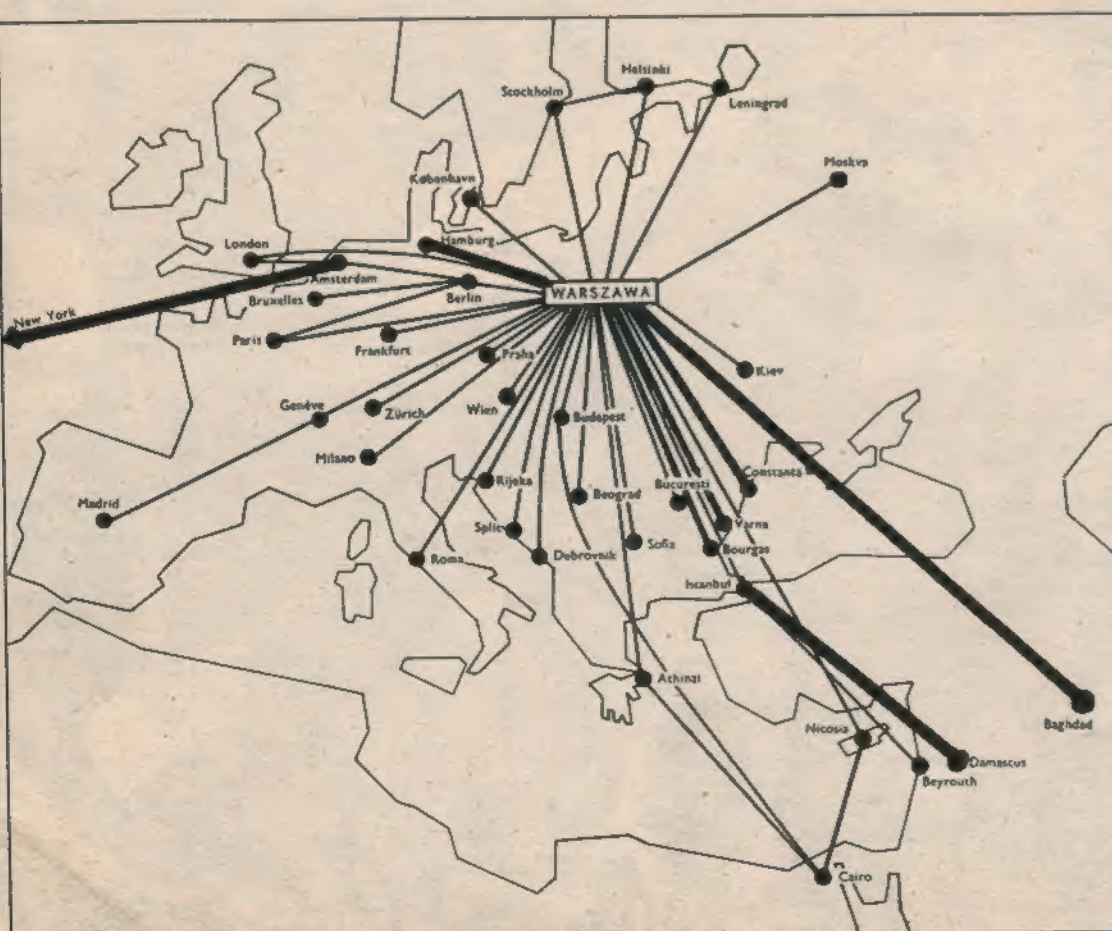 Helsinki
Stockholm
Leningrad
Moskva
København
London
Hamburg
Amsterdam
Bruxelles
Berlin
WARSZAWA
New York
Paris
Frankfurt
Praha
Kiev
Genève
Zürich
Wien
Budapest
Milano
Rijeka
Beograd
Bucuresti
Constanta
Madrid
Split
Varna
Roma
Dobrovnik
Sofia
Bourgas
Istanbul
Athinai
Nicosia
Baghdad
Damascus
Beyrouth
Cairo